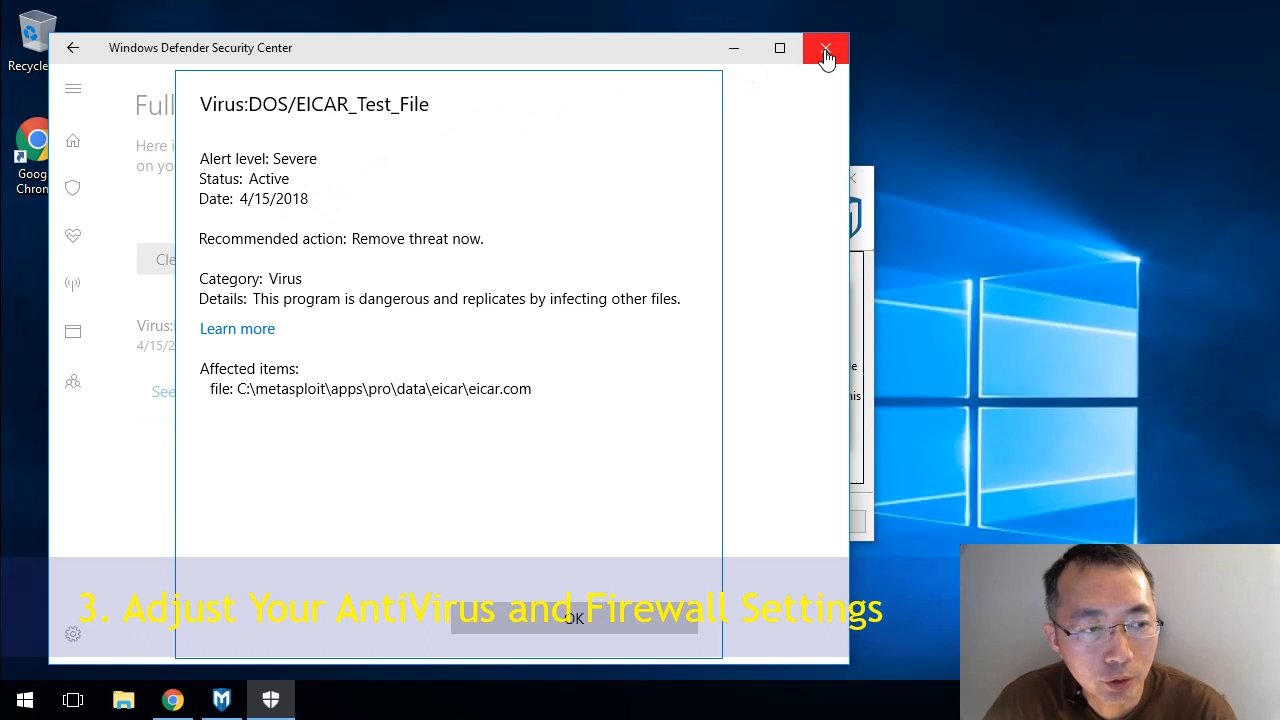 Recycle
Goog
Chron
Windows Defender Security Center
Full
Here i
on yo
Cle
Virus:
4/15/2
See
Virus:DOS/EICAR_Test_File
Alert level: Severe
Status: Active
Date: 4/15/2018
Recommended action: Remove threat now.
Category: Virus
Details: This program is dangerous and replicates by infecting other files.
Learn more
Affected items:
file: C:\metasploit\apps\pro\data\eicar\eicar.com
OK
e
his
3. Adjust Your AntiVirus and Firewall Settings